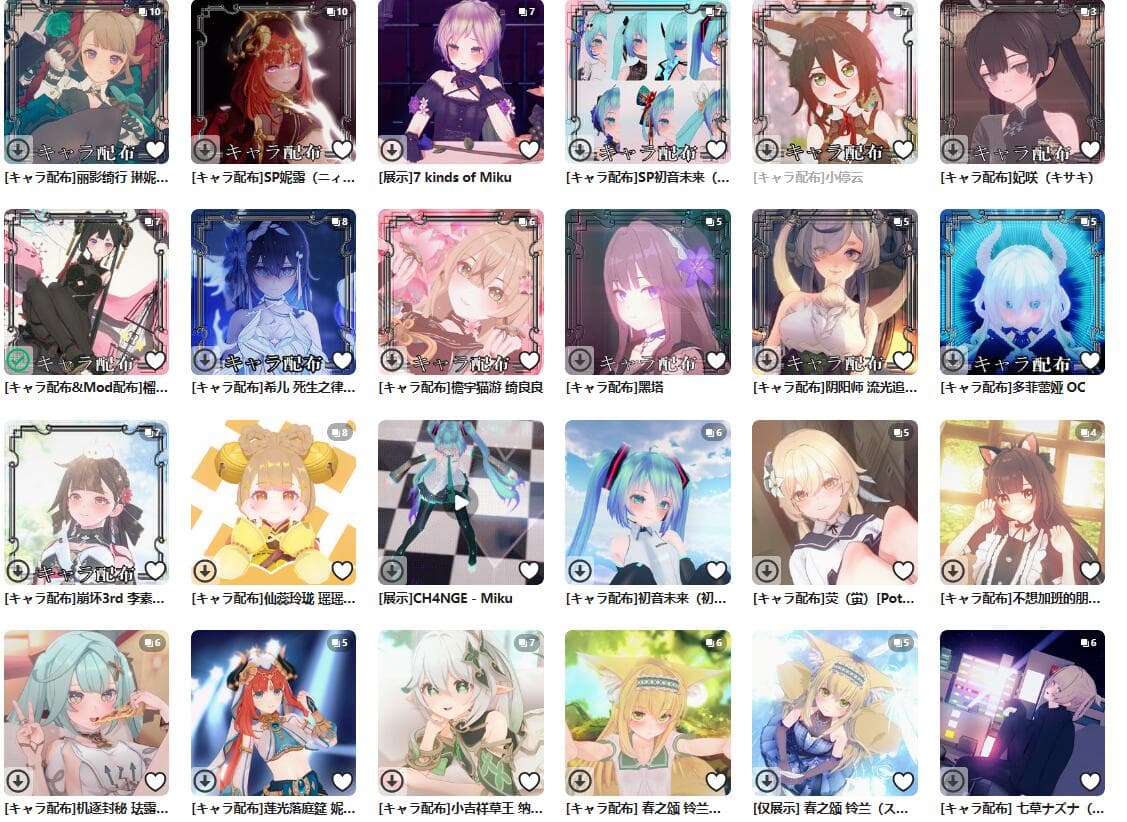 10
10
7
7
7
3
キャラ配布
キャラ配布
キャラ配布
キャラ配布
キャラ配布
[キャラ配布]丽影绮行 琳妮...
[キャラ配布]SP妮露（ニィ...
[展示]7 kinds of Miku
[キャラ配布]SP初音未来（...
[キャラ配布]小停云
[キャラ配布]妃咲（キサキ）
7
8
6
5
5
5
キャラ配布
キャラ配布
キャラ配布
キャラ配布
キャラ配布
キャラ配布
[キャラ配布&Mod配布]榴...
[キャラ配布]希儿 死生之律...
[キャラ配布]檐宇猫游 绮良良
[キャラ配布]黑塔
[キャラ配布]阴阳师 流光追...
[キャラ配布]多菲蕾娅 OC
7
8
6
5
4
キャラ配布
[キャラ配布]崩坏3rd 李素...
[キャラ配布]仙蕊玲珑 瑶瑶...
[展示]CH4NGE - Miku
[キャラ配布]初音未来（初...
[キャラ配布]荧（蛍）[Pot...
[キャラ配布]不想加班的朋...
6
5
7
6
5
6
[キャラ配布]机逐封秘 珐露...
[キャラ配布]莲光落庭筵 妮...
[キャラ配布]小吉祥草王 纳...
[キャラ配布] 春之颂 铃兰...
[仅展示] 春之颂 铃兰（ス...
[キャラ配布] 七草ナズナ（...